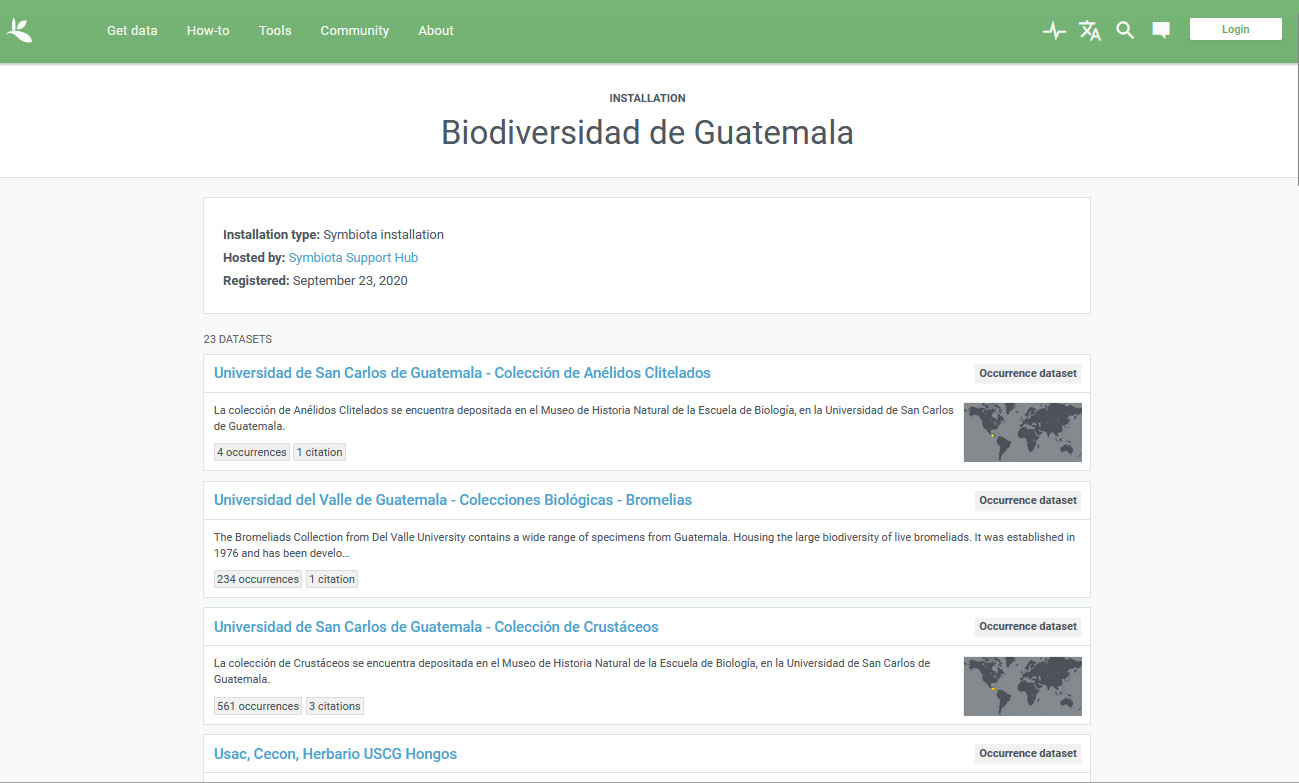 Get data How-to Tools Community About Login
INSTALLATION
Biodiversidad de Guatemala
Installation type: Symbiota installation
Hosted by: Symbiota Support Hub
Registered: September 23, 2020
23 DATASETS
Universidad de San Carlos de Guatemala - Colección de Anélidos Clitelados Occurrence dataset
La colección de Anélidos Clitelados se encuentra depositada en el Museo de Historia Natural de la Escuela de Biología, en la Universidad de San Carlos
de Guatemala.
4 occurrences 1 citation
Universidad del Valle de Guatemala - Colecciones Biológicas - Bromelias Occurrence dataset
The Bromeliads Collection from Del Valle University contains a wide range of specimens from Guatemala. Housing the large biodiversity of live bromeliads. It was established in
1976 and has been develo...
234 occurrences 1 citation
Universidad de San Carlos de Guatemala - Colección de Crustáceos Occurrence dataset
La colección de Crustáceos se encuentra depositada en el Museo de Historia Natural de la Escuela de Biología, en la Universidad de San Carlos de
Guatemala.
561 occurrences 3 citations
Usac, Cecon, Herbario USCG Hongos Occurrence dataset